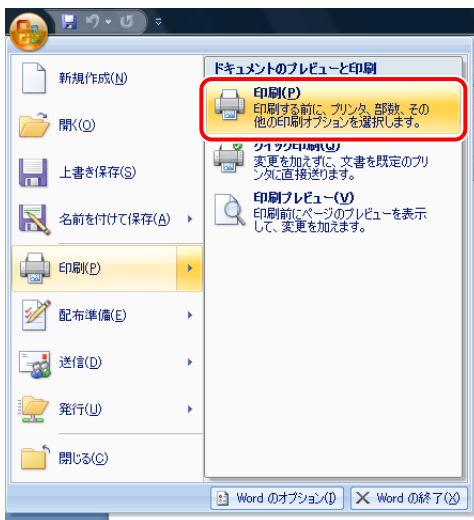 新規作成(N)
開く(O)
上書き保存(S)
名前を付けて保存(A)
印刷(P)
配布準備(E)
送信(D)
発行(U)
閉じる(C)
ドキュメントのプレビューと印刷
印刷(P)
印刷する前に、プリンタ、部数、その
他の印刷オプションを選択します。
クイック印刷(Q)
変更を加えずに、文書を既定のプリ
ンタに直接送ります。
印刷プレビュー(V)
印刷前にページのプレビューを表示
して、変更を加えます。
Word のオプション(I)
Word の終了(X)